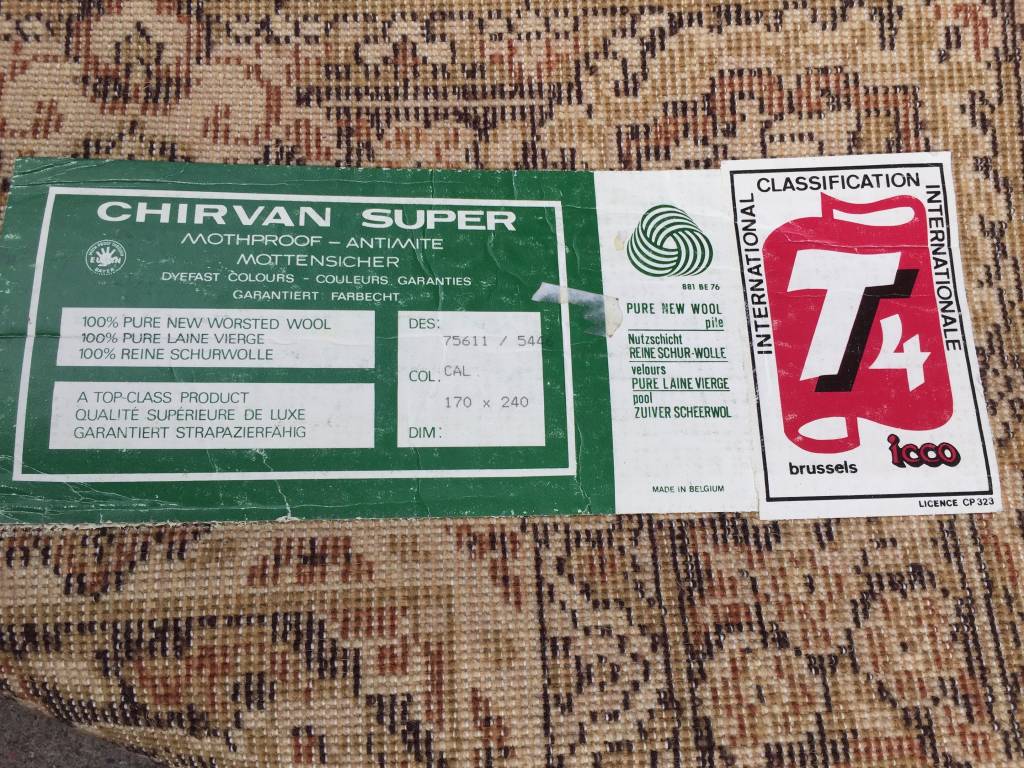 CHIRVAN SUPER
MOTHPROOF - ANTIMITE
MOTTENSICHER
DYEFAST COLOURS - COULEURS GARANTIES
GARANTIERT FARBECHT
100% PURE NEW WORSTED WOOL
100% PURE LAINE VIERGE
100% REINE SCHURWOLLE
A TOP-CLASS PRODUCT
QUALITÉ SUPÉRIEURE DE LUXE
GARANTIERT STRAPAZIERFÄHIG
DES:
75611 / 544
COL: CAL
170 x 240
DIM:
881 BE 76
PURE NEW WOOL
pile
Nutzschicht
REINE SCHUR-WOLLE
velours
PURE LAINE VIERGE
pool
ZUIVER SCHEERWOL
MADE IN BELGIUM
CLASSIFICATION
INTERNATIONAL
INTERNATIONALE
T4
icco
brussels
LICENCE CP 323